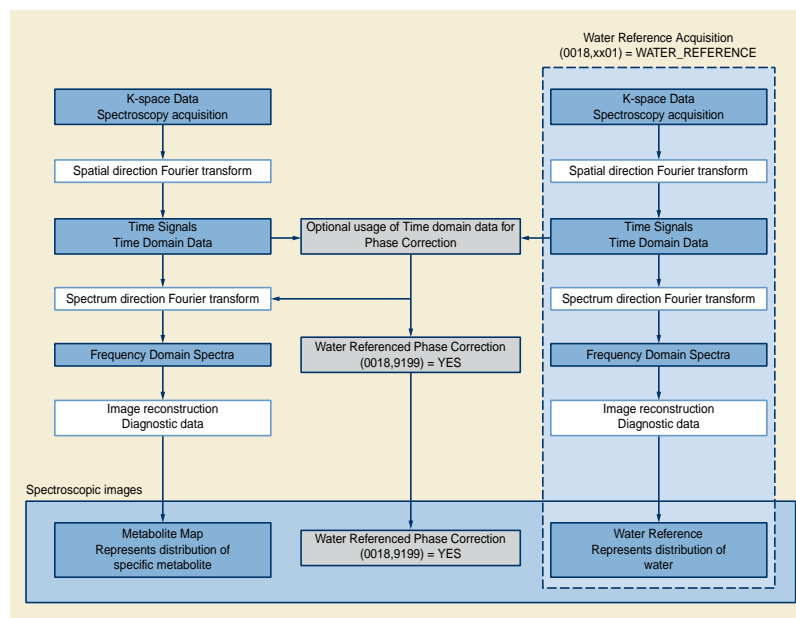 Water Reference Acquisition
(0018,xx01) = WATER_REFERENCE
K-space Data
Spectroscopy acquisition
K-space Data
Spectroscopy acquisition
Spatial direction Fourier transform
Spatial direction Fourier transform
Time Signals
Time Domain Data
Optional usage of Time domain data for
Phase Correction
Time Signals
Time Domain Data
Spectrum direction Fourier transform
Spectrum direction Fourier transform
Water Referenced Phase Correction
(0018,9199) = YES
Frequency Domain Spectra
Frequency Domain Spectra
Image reconstruction
Diagnostic data
Image reconstruction
Diagnostic data
Spectroscopic images
Metabolite Map
Represents distribution of
specific metabolite
Water Referenced Phase Correction
(0018,9199) = YES
Water Reference
Represents distribution of
water